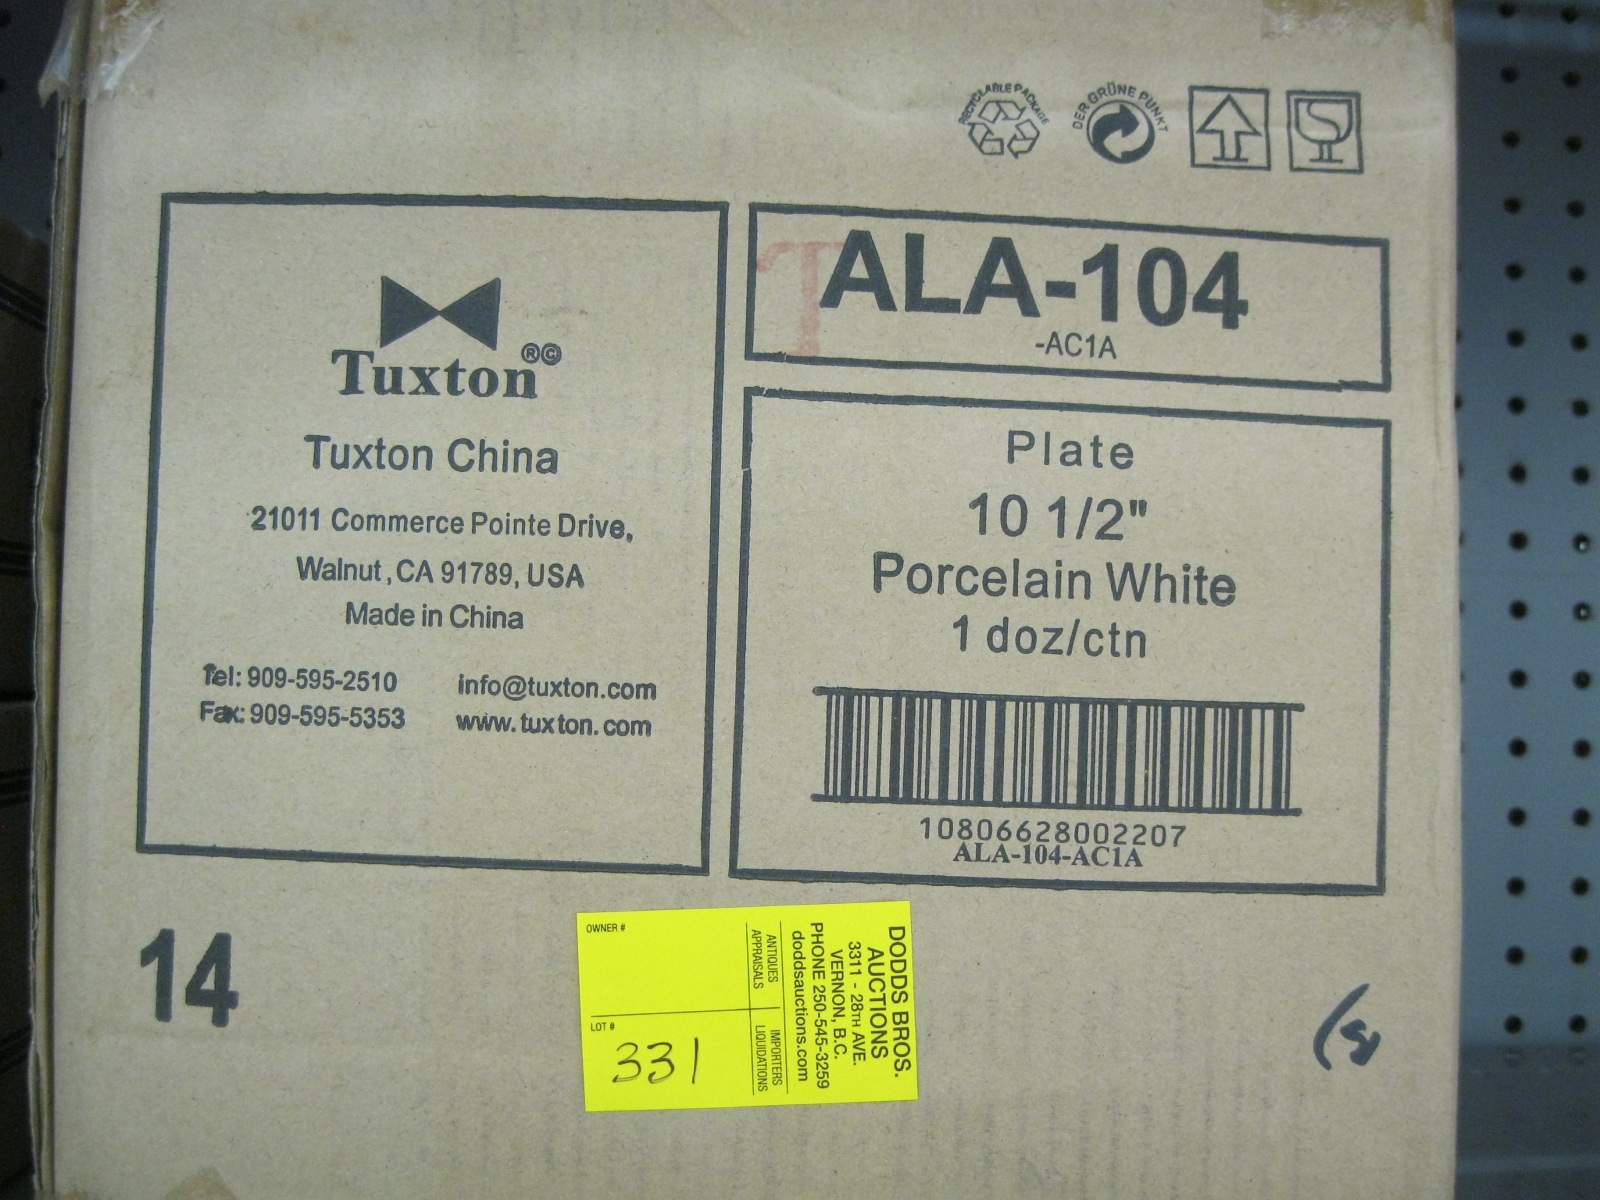 RECYCLABLE PACKAGE
DER GRÜNE PUNKT
Tuxton®©
Tuxton China
21011 Commerce Pointe Drive,
Walnut, CA 91789, USA
Made in China
Tel: 909-595-2510
Fax: 909-595-5353
info@tuxton.com
www.tuxton.com
T
ALA-104
-AC1A
Plate
10 1/2"
Porcelain White
1 doz/ctn
10806628002207
ALA-104-AC1A
14
OWNER #
LOT #
331
DODDS BROS.
AUCTIONS
3311 - 28TH AVE.
VERNON, B.C.
PHONE 250-545-3259
doddsauctions.com
ANTIQUES
APPRAISALS
IMPORTERS
LIQUIDATIONS